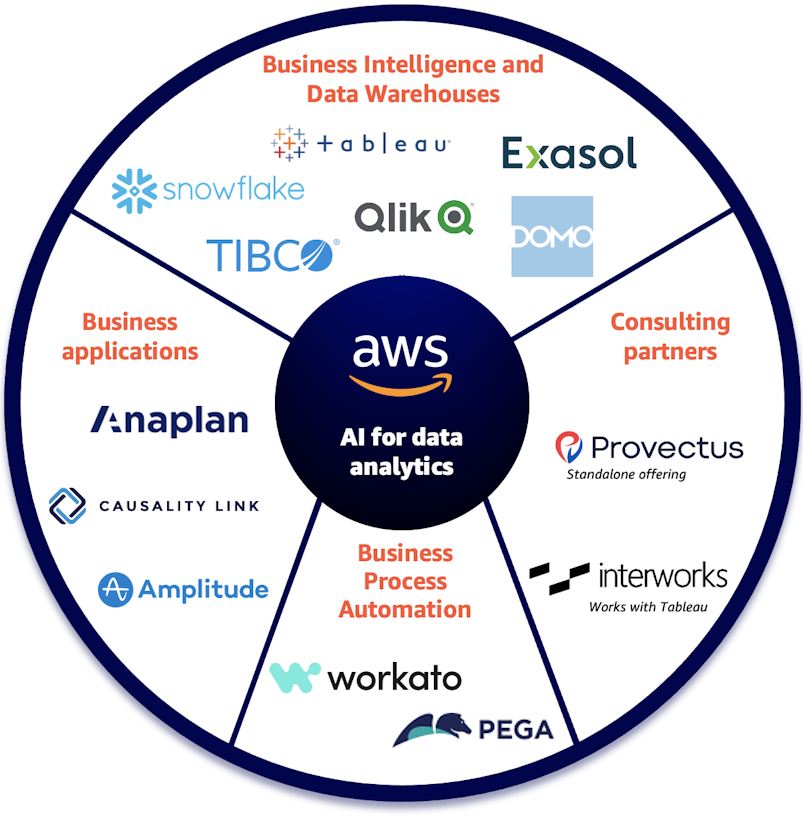 Business Intelligence and
Data Warehouses
+ableau®
Exasol
snowflake
Qlik
TIBCO®
DOMO
Business
applications
Consulting
partners
aws
AI for data
analytics
Anaplan
Provectus
Standalone offering
CAUSALITY LINK
Amplitude
Business
Process
Automation
interworks
Works with Tableau
workato
PEGA